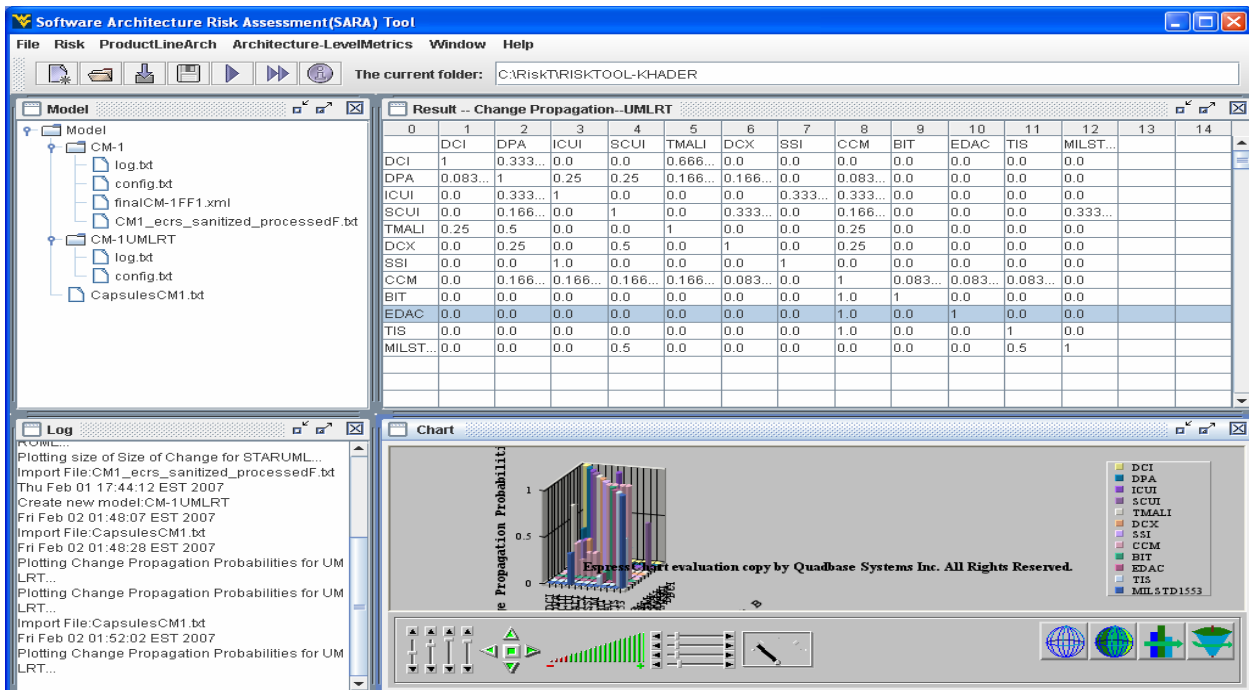 Software Architecture Risk Assessment(SARA) Tool
File Risk ProductLineArch Architecture-LevelMetrics Window Help
The current folder: C:\RiskT\RISKTOOL-KHADER
Model
Model
CM-1
log.txt
config.txt
finalCM-1FF1.xml
CM1_ecrs_sanitized_processedF.txt
CM-1UMLRT
log.txt
config.txt
CapsulesCM1.txt
Result -- Change Propagation--UMLRT
0 1 2 3 4 5 6 7 8 9 10 11 12 13 14
DCI DPA ICUI SCUI TMALI DCX SSI CCM BIT EDAC TIS MILST...
DCI 1 0.333... 0.0 0.0 0.666... 0.0 0.0 0.0 0.0 0.0 0.0 0.0
DPA 0.083... 1 0.25 0.25 0.166... 0.166... 0.0 0.083... 0.0 0.0 0.0 0.0
ICUI 0.0 0.333... 1 0.0 0.0 0.0 0.333... 0.333... 0.0 0.0 0.0 0.0
SCUI 0.0 0.166... 0.0 1 0.0 0.333... 0.0 0.166... 0.0 0.0 0.0 0.333...
TMALI 0.25 0.5 0.0 0.0 1 0.0 0.0 0.25 0.0 0.0 0.0 0.0
DCX 0.0 0.25 0.0 0.5 0.0 1 0.0 0.25 0.0 0.0 0.0 0.0
SSI 0.0 0.0 1.0 0.0 0.0 0.0 1 0.0 0.0 0.0 0.0 0.0
CCM 0.0 0.166... 0.166... 0.166... 0.166... 0.083... 0.0 1 0.083... 0.083... 0.083... 0.0
BIT 0.0 0.0 0.0 0.0 0.0 0.0 0.0 1.0 1 0.0 0.0 0.0
EDAC 0.0 0.0 0.0 0.0 0.0 0.0 0.0 1.0 0.0 1 0.0 0.0
TIS 0.0 0.0 0.0 0.0 0.0 0.0 0.0 1.0 0.0 0.0 1 0.0
MILST... 0.0 0.0 0.0 0.5 0.0 0.0 0.0 0.0 0.0 0.0 0.5 1
Log
Plotting size of Size of Change for STARUML...
Import File:CM1_ecrs_sanitized_processedF.txt
Thu Feb 01 17:44:12 EST 2007
Create new model:CM-1UMLRT
Fri Feb 02 01:48:07 EST 2007
Import File:CapsulesCM1.txt
Fri Feb 02 01:48:28 EST 2007
Plotting Change Propagation Probabilities for UM
LRT...
Plotting Change Propagation Probabilities for UM
LRT...
Import File:CapsulesCM1.txt
Fri Feb 02 01:52:02 EST 2007
Plotting Change Propagation Probabilities for UM
LRT...
Chart
ge Propagation Probabiliti
1
0.5
0
EspressChart evaluation copy by Quadbase Systems Inc. All Rights Reserved.
DCI
DPA
ICUI
SCUI
TMALI
DCX
SSI
CCM
BIT
EDAC
TIS
MILSTD1553